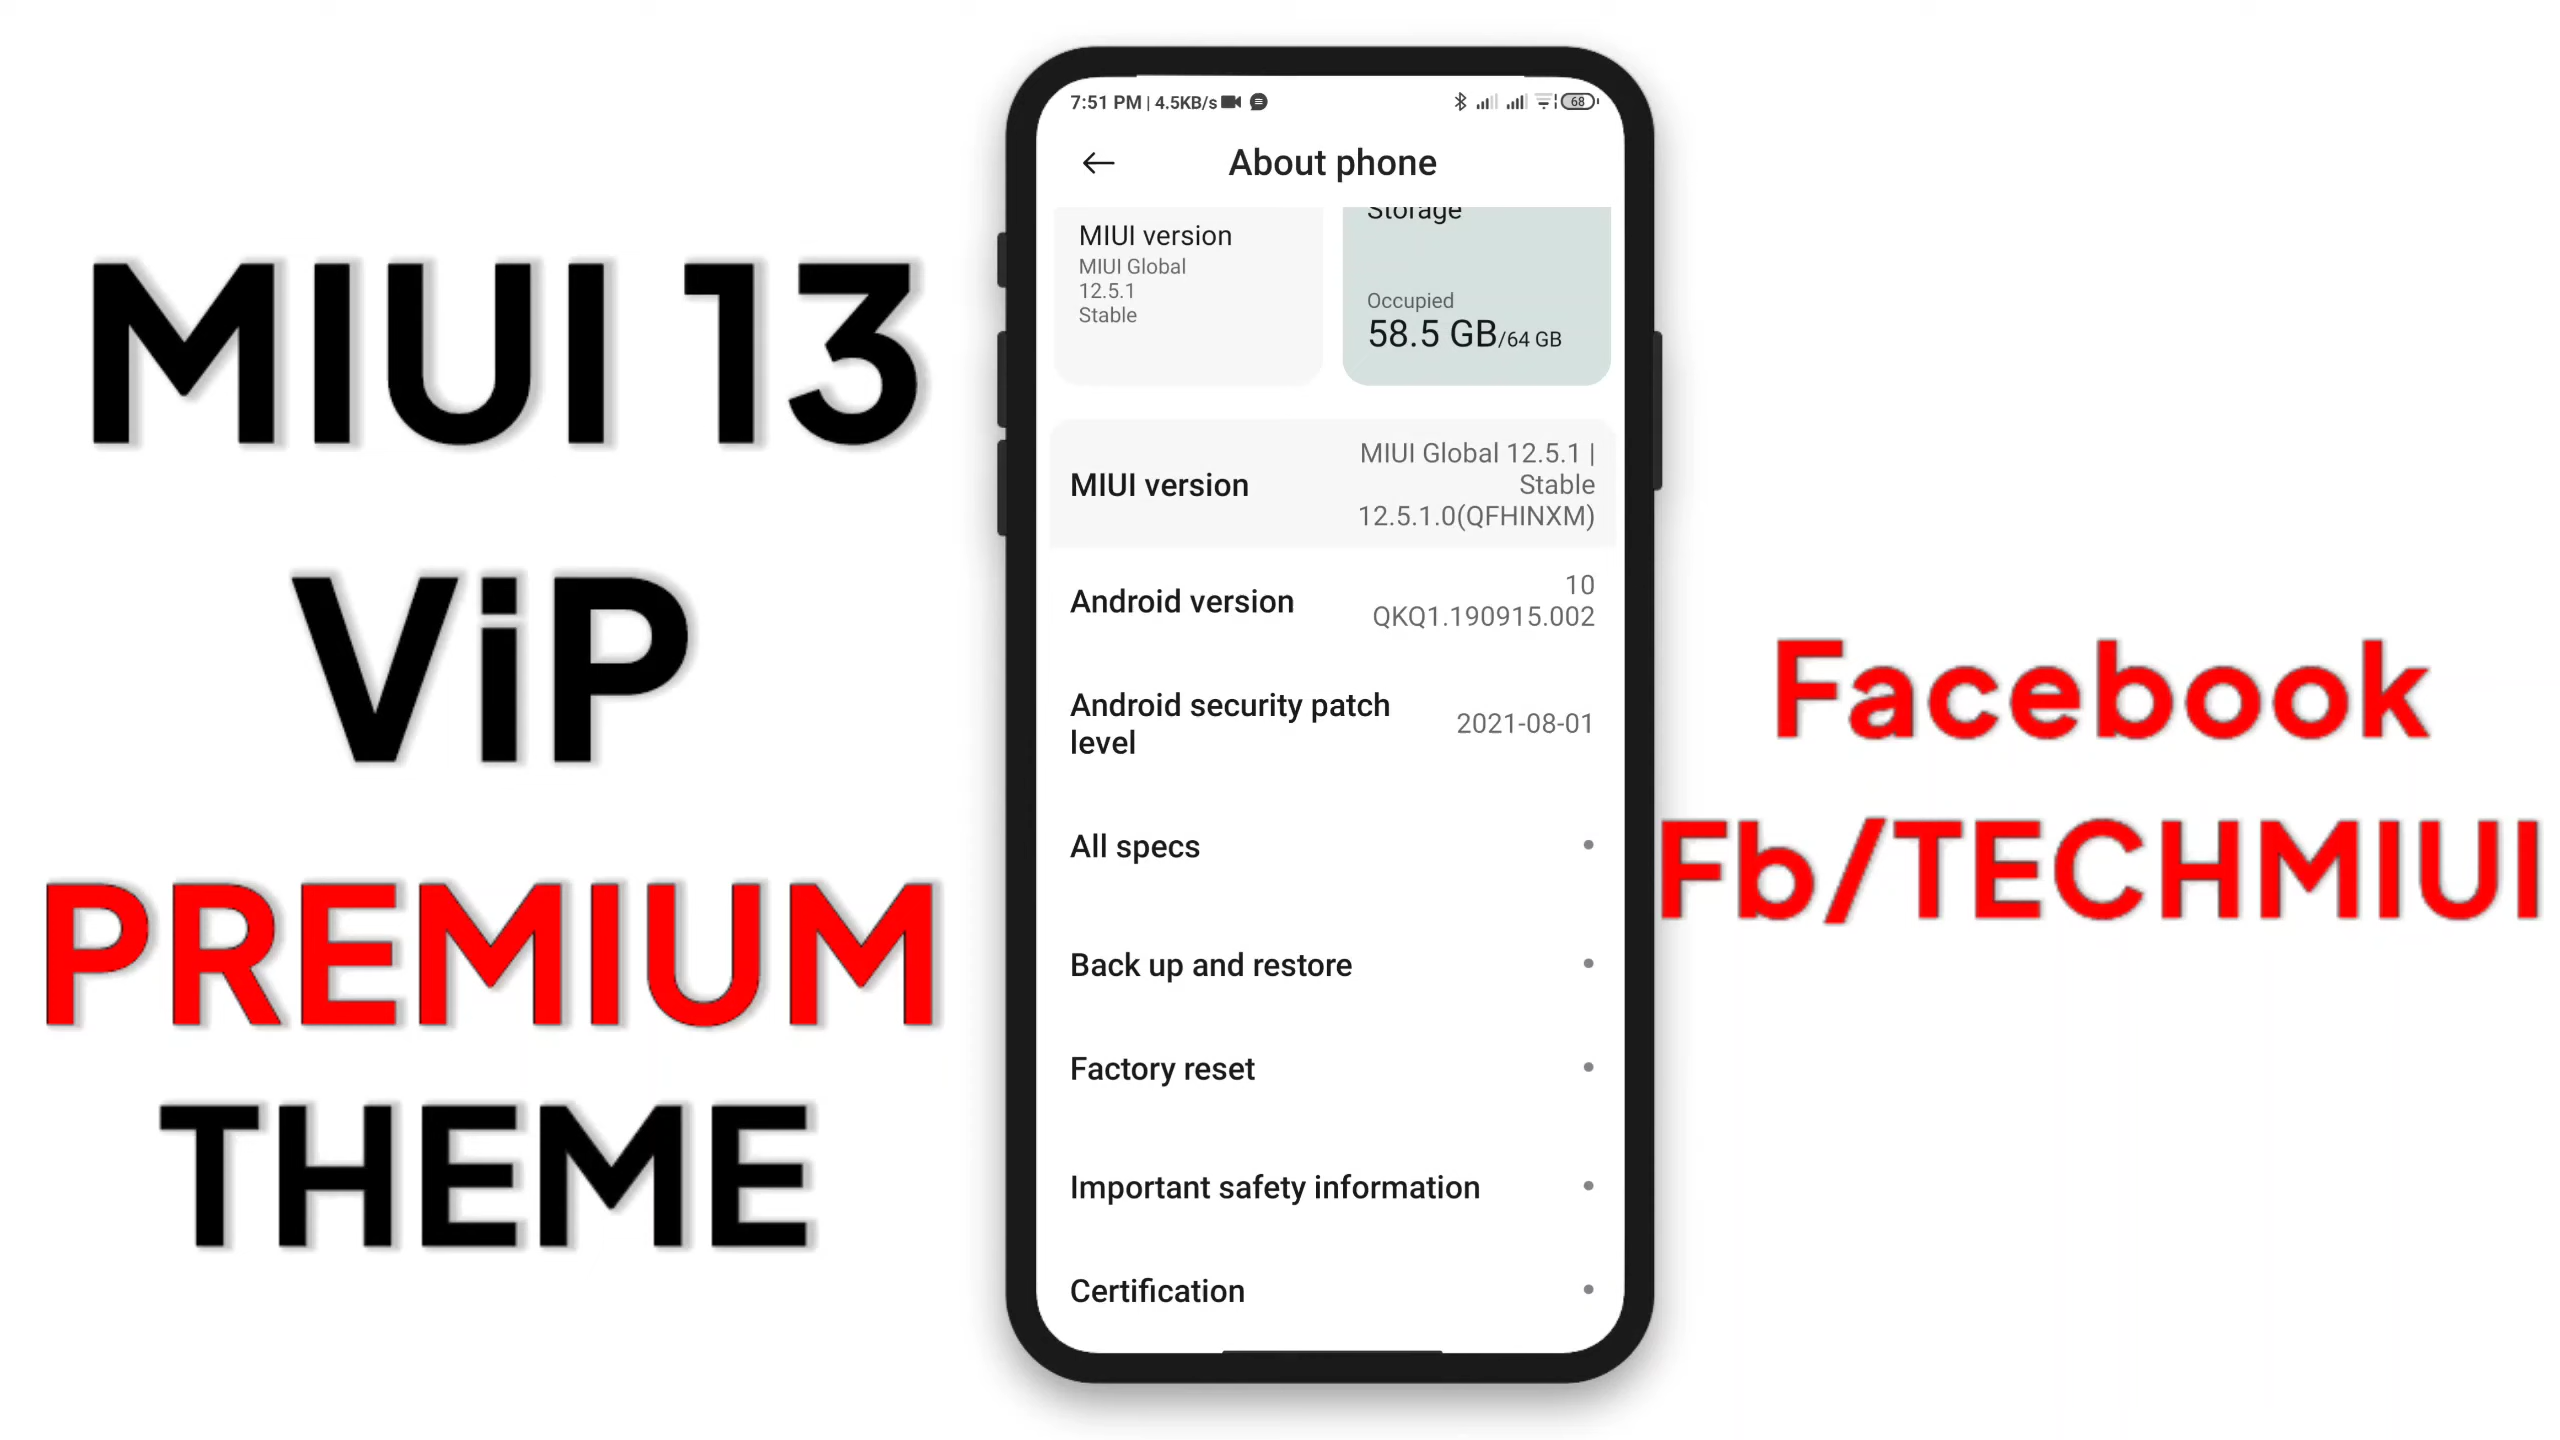 MIUI 13
ViP
PREMIUM
THEME
7:51 PM | 4.5KB/s
68
About phone
MIUI version
MIUI Global
12.5.1
Stable
Storage
Occupied
58.5 GB/64 GB
MIUI version
MIUI Global 12.5.1 |
Stable
12.5.1.0(QFHINXM)
Android version
10
QKQ1.190915.002
Android security patch
level
2021-08-01
All specs
Back up and restore
Factory reset
Important safety information
Certification
Facebook
Fb/TECHMIUI